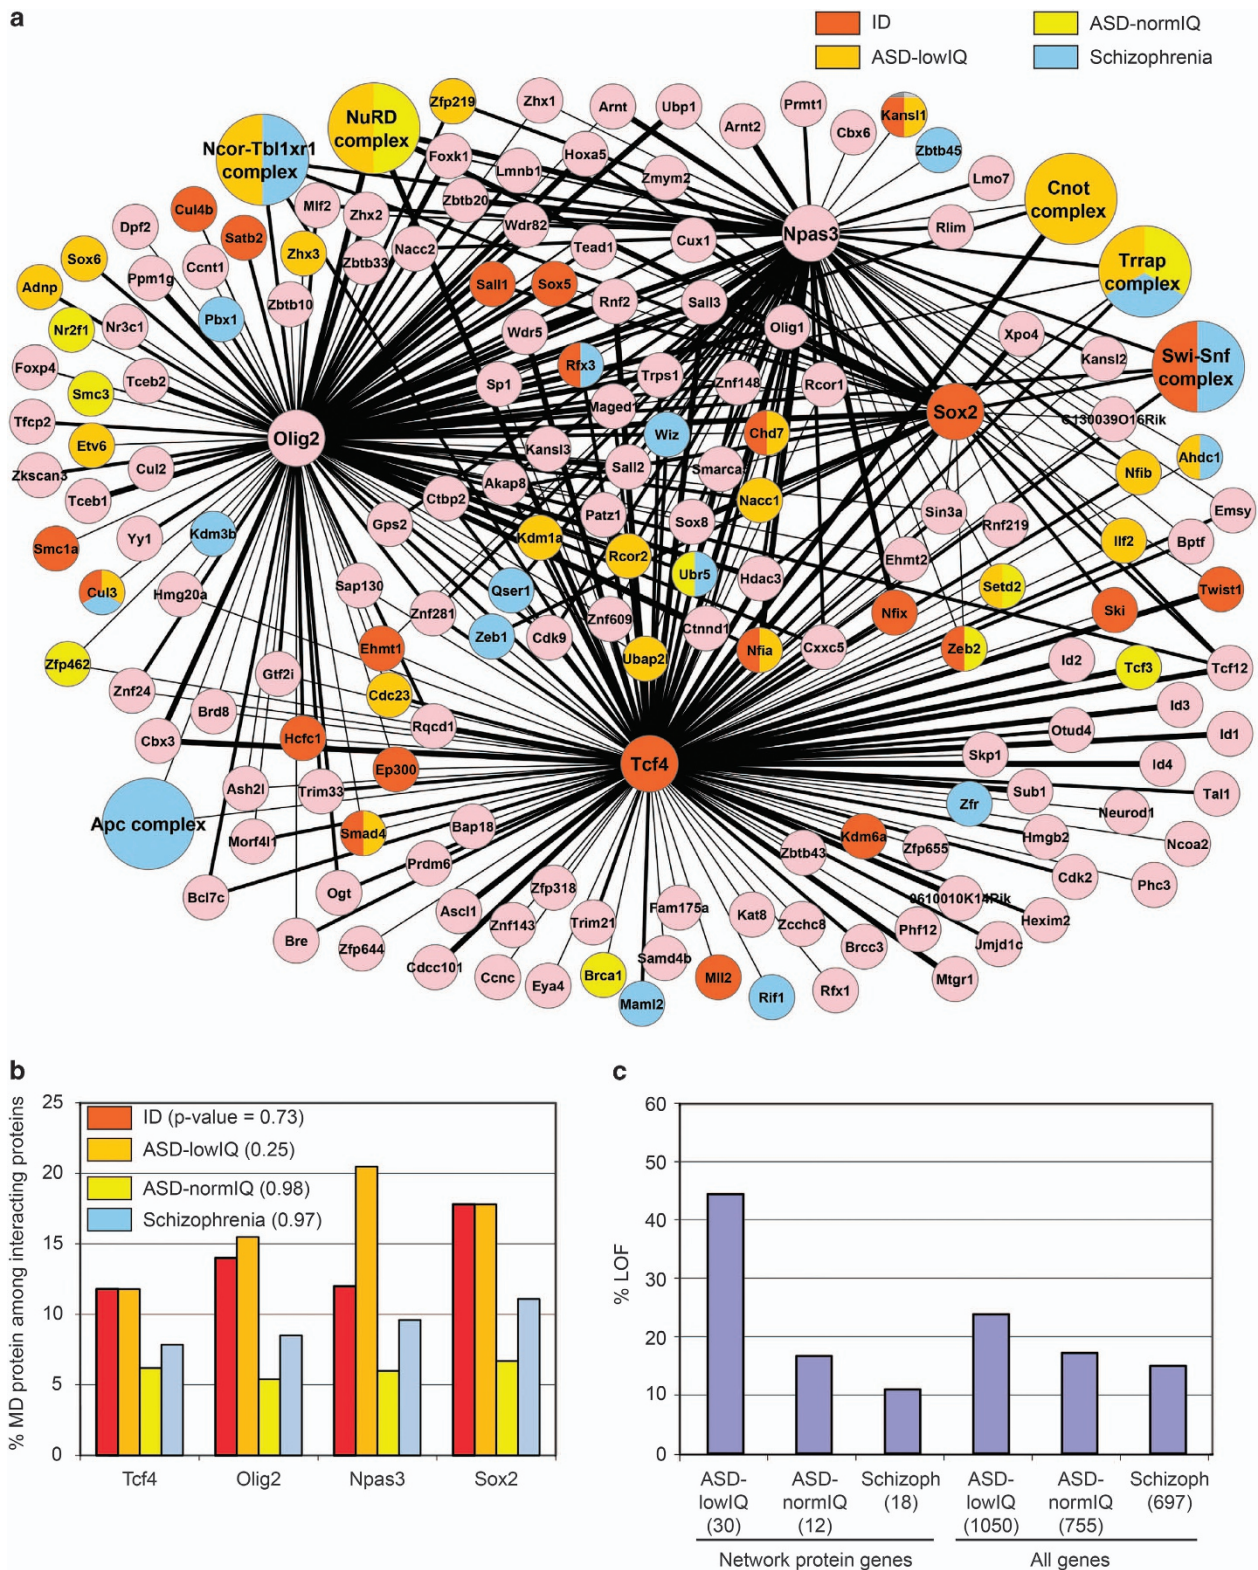 a
ID
ASD-normIQ
ASD-lowIQ
Schizophrenia
NuRD
complex
Zfp219
Zhx1
Arnt
Ubp1
Arnt2
Prmt1
Cbx6
Kansl1
Zbtb45
Ncor-Tbl1xr1
complex
Foxk1
Lmnb1
Hoxa5
Zmym2
Lmo7
Cnot
complex
Cul4b
Mlf2
Zhx2
Zbtb20
Wdr82
Npas3
Rlim
Dpf2
Satb2
Zhx3
Zbtb33
Nacc2
Tead1
Cux1
Trrap
complex
Sox6
Ppm1g
Ccnt1
Zbtb10
Sall1
Sox5
Rnf2
Sall3
Adnp
Nr2f1
Nr3c1
Pbx1
Wdr5
Olig1
Xpo4
Kansl2
Swi-Snf
complex
Foxp4
Smc3
Tceb2
Sp1
Rfx3
Trps1
Znf148
Rcor1
Tfcp2
Etv6
Olig2
Maged1
Wiz
Chd7
Sox2
C130039O16Rik
Zkscan3
Cul2
Kansl3
Sall2
Smarca
Nfib
Ahdc1
Tceb1
Ctbp2
Akap8
Nacc1
Emsy
Smc1a
Yy1
Kdm3b
Gps2
Kdm1a
Patz1
Sox8
Sin3a
Rnf219
Ilf2
Bptf
Cul3
Hmg20a
Sap130
Rcor2
Ubr5
Hdac3
Ehmt2
Setd2
Twist1
Znf281
Qser1
Znf609
Ctnnd1
Nfix
Ski
Zfp462
Ehmt1
Zeb1
Cdk9
Ubap2l
Nfia
Cxxc5
Zeb2
Id2
Tcf3
Tcf12
Znf24
Gtf2i
Cdc23
Brd8
Rqcd1
Id3
Cbx3
Hcfc1
Ep300
Tcf4
Skp1
Otud4
Id1
Apc complex
Ash2l
Trim33
Id4
Zfr
Sub1
Tal1
Morf4l1
Smad4
Bap18
Neurod1
Zbtb43
Kdm6a
Zfp655
Hmgb2
Ncoa2
Bcl7c
Ogt
Prdm6
Zfp318
Cdk2
Phc3
Bre
Ascl1
Znf143
Trim21
Fam175a
Kat8
Zcchc8
0610010K14Rik
Hexim2
Zfp644
Cdcc101
Ccnc
Eya4
Brca1
Samd4b
Mll2
Brcc3
Phf12
Jmjd1c
Maml2
Rif1
Rfx1
Mtgr1
b
% MD protein among interacting proteins
25
20
15
10
5
0
ID (p-value = 0.73)
ASD-lowIQ (0.25)
ASD-normIQ (0.98)
Schizophrenia (0.97)
Tcf4
Olig2
Npas3
Sox2
c
% LOF
60
50
40
30
20
10
0
ASD-
lowIQ
(30)
ASD-
normIQ
(12)
Schizoph
(18)
ASD-
lowIQ
(1050)
ASD-
normIQ
(755)
Schizoph
(697)
Network protein genes
All genes